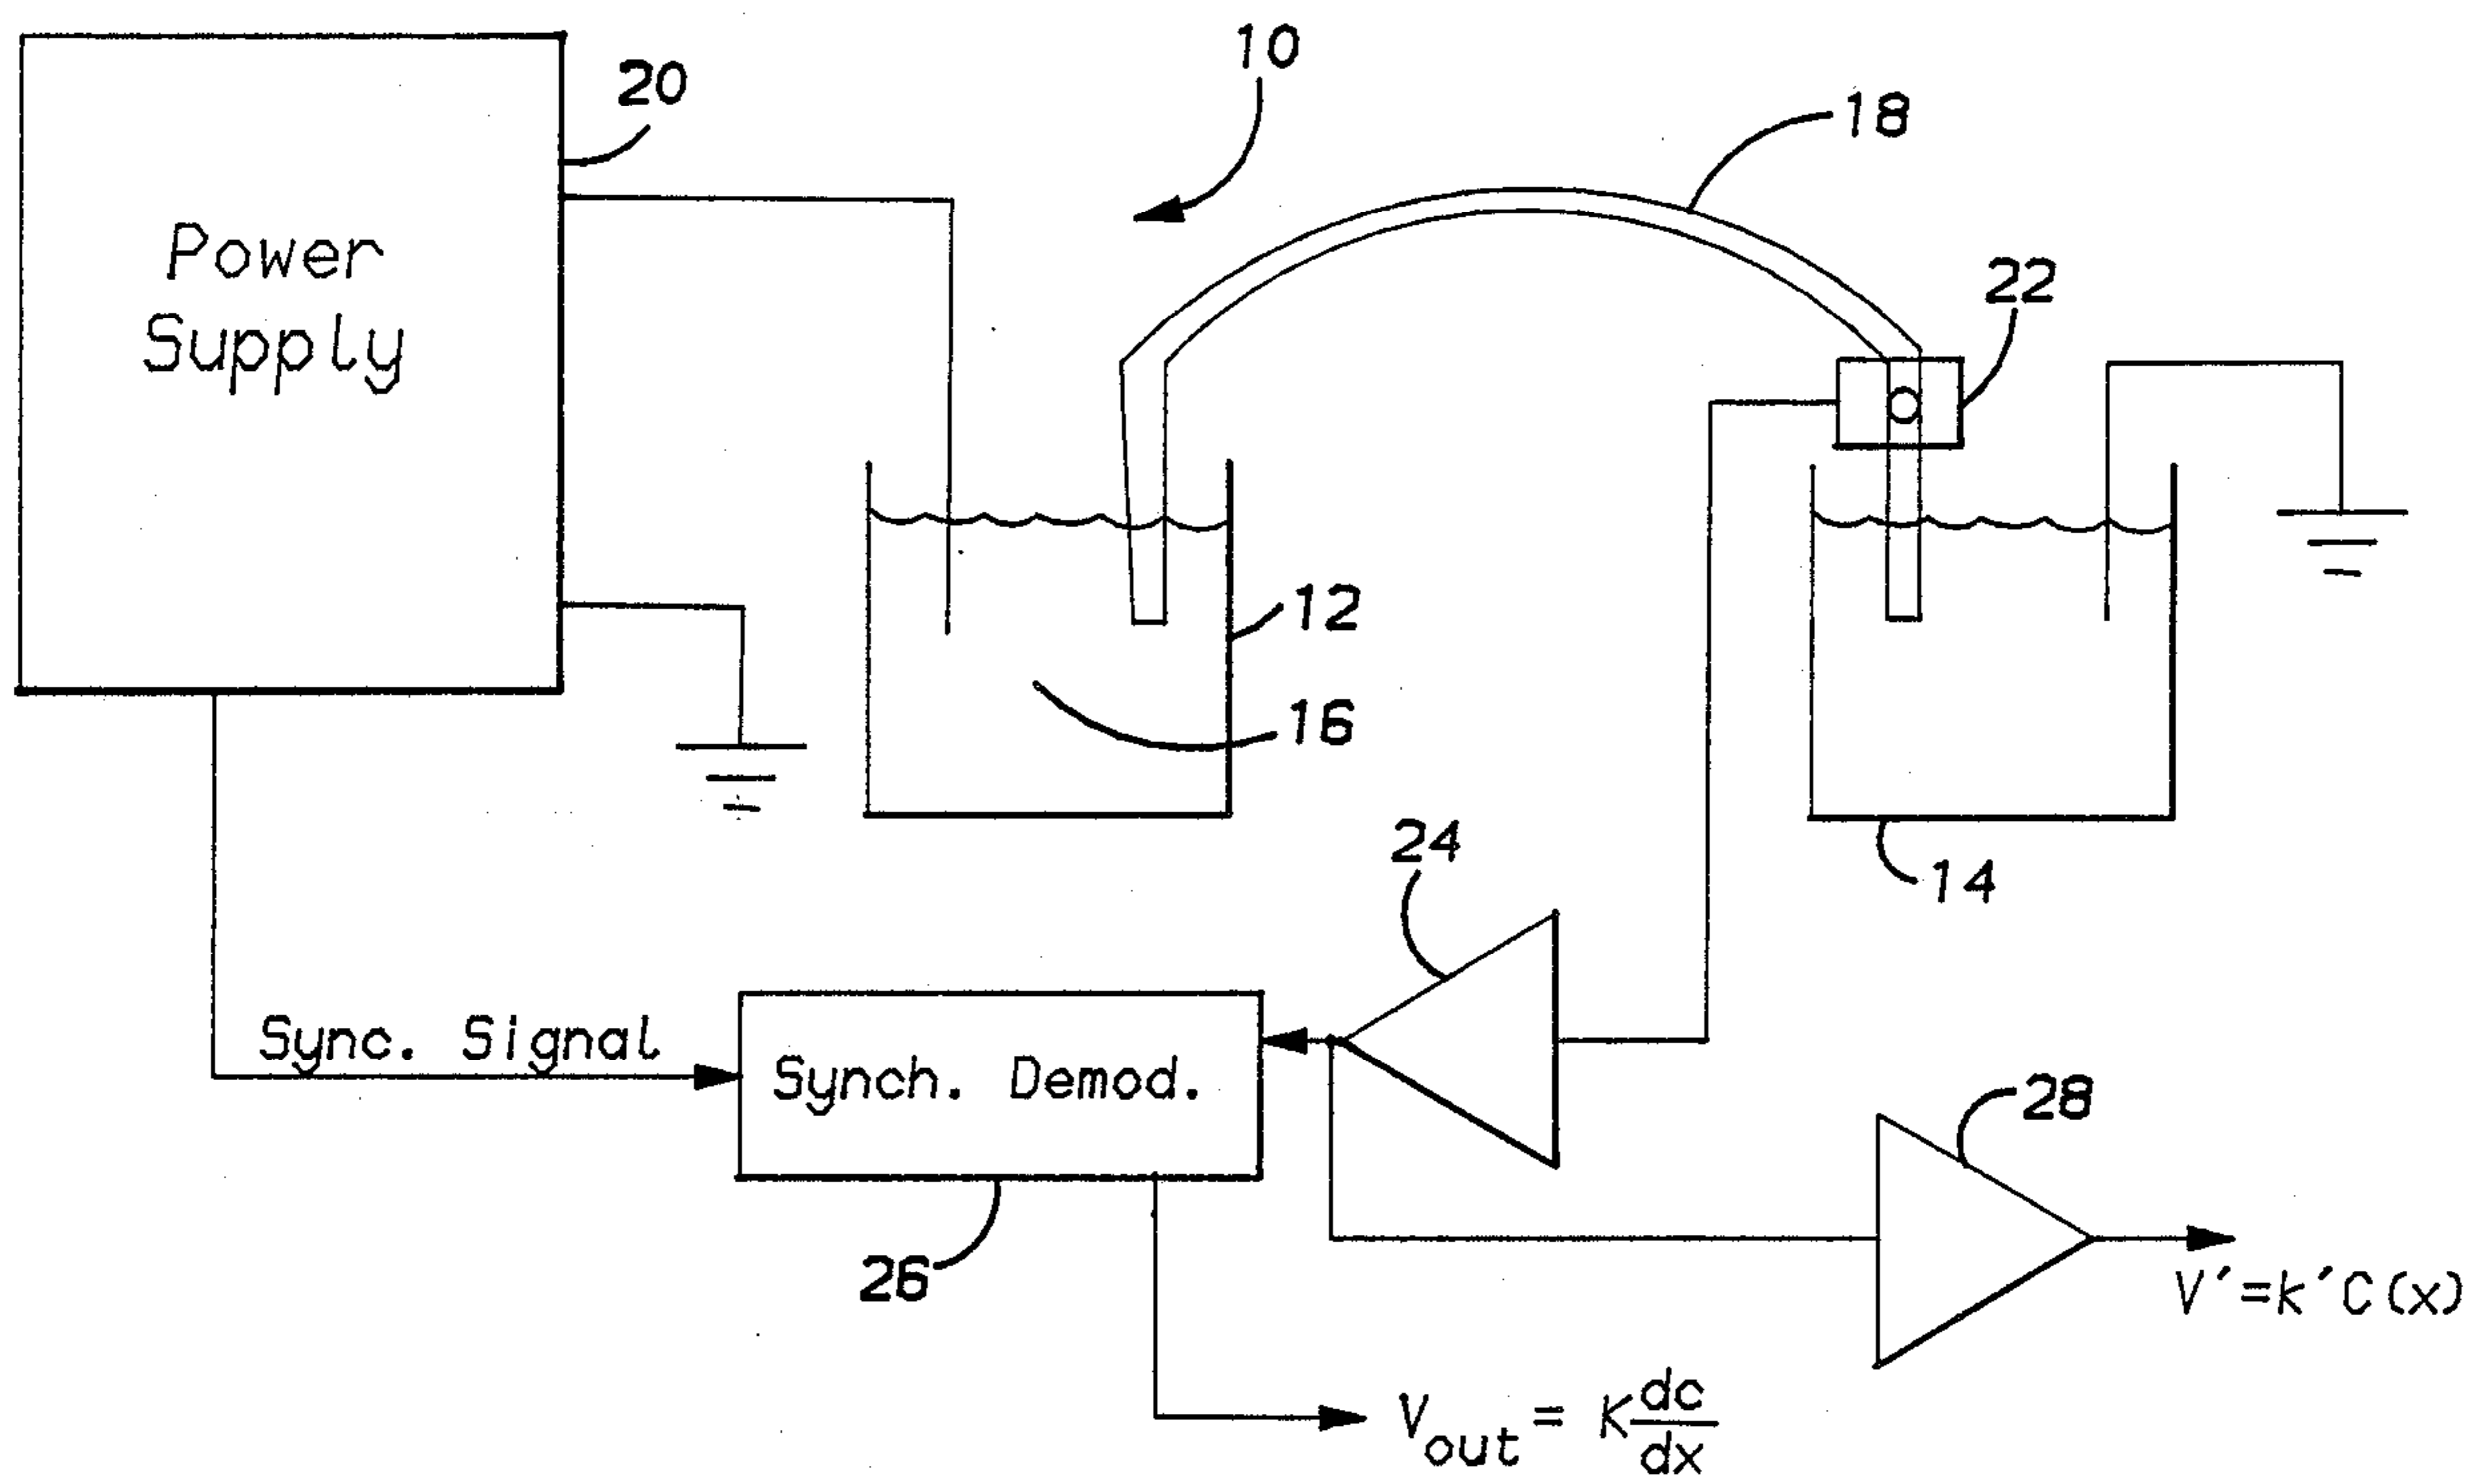 10
20
18
Power
Supply
22
12
16
24
14
Sync. Signal
Synch. Demod.
28
26
V'=k'C(x)
Vout = K dc/dx